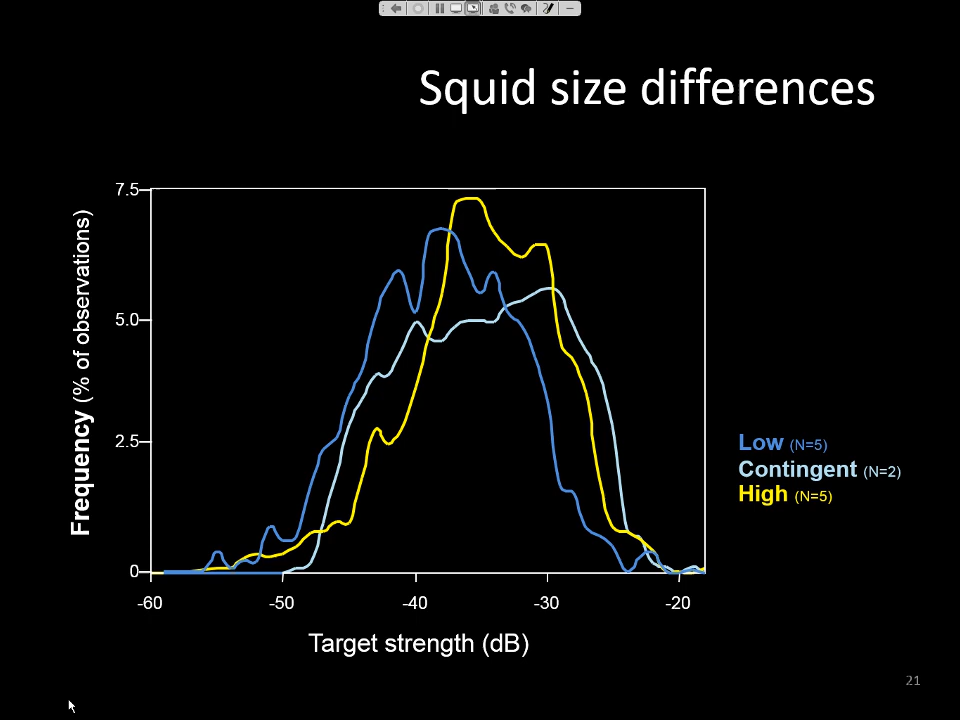 Squid size differences
7.5
5.0
2.5
0
Frequency (% of observations)
-60 -50 -40 -30 -20
Target strength (dB)
Low (N=5)
Contingent (N=2)
High (N=5)
21